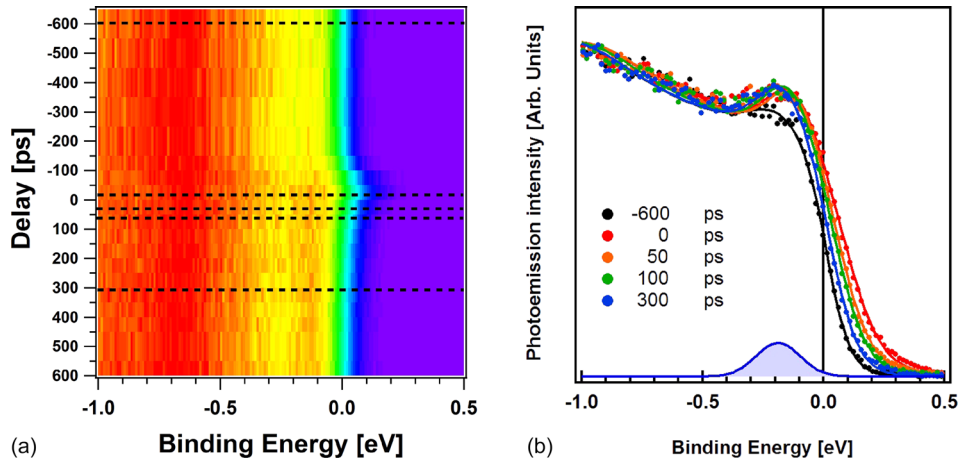 -600
-500
-400
-300
-200
-100
0
100
200
300
400
500
600
Delay [ps]
-1.0 -0.5 0.0 0.5
(a) Binding Energy [eV]
Photoemission intensity [Arb. Units]
-600 ps
0 ps
50 ps
100 ps
300 ps
-1.0 -0.5 0.0 0.5
(b) Binding Energy [eV]